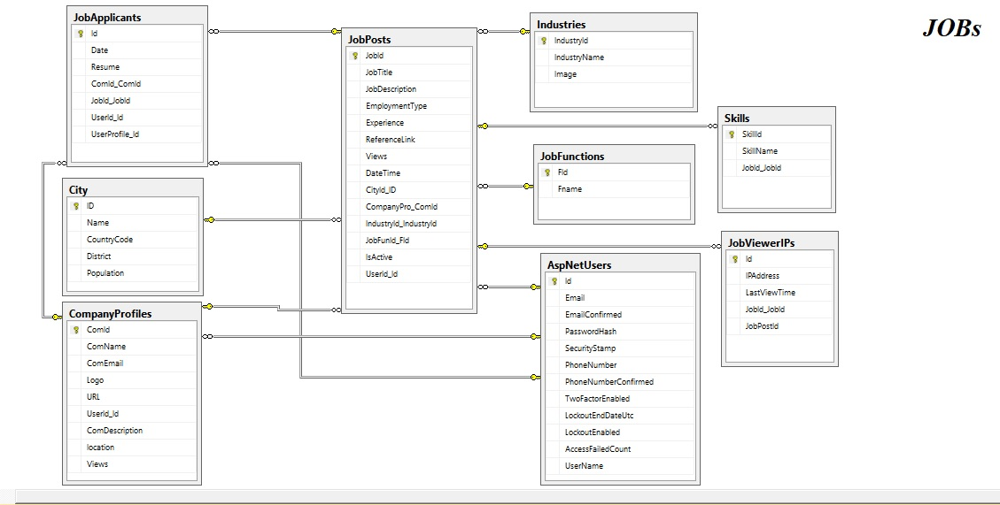 JOBs
JobApplicants
Id
Date
Resume
ComId_ComId
JobId_JobId
UserId_Id
UserProfile_Id
City
ID
Name
CountryCode
District
Population
CompanyProfiles
ComId
ComName
ComEmail
Logo
URL
UserId_Id
ComDescription
location
Views
JobPosts
JobId
JobTitle
JobDescription
EmploymentType
Experience
ReferenceLink
Views
DateTime
CityId_ID
CompanyPro_ComId
IndustryId_IndustryId
JobFunId_FId
IsActive
UserId_Id
Industries
IndustryId
IndustryName
Image
JobFunctions
FId
Fname
AspNetUsers
Id
Email
EmailConfirmed
PasswordHash
SecurityStamp
PhoneNumber
PhoneNumberConfirmed
TwoFactorEnabled
LockoutEndDateUtc
LockoutEnabled
AccessFailedCount
UserName
Skills
SkillId
SkillName
JobId_JobId
JobViewerIPs
Id
IPAddress
LastViewTime
JobId_JobId
JobPostId